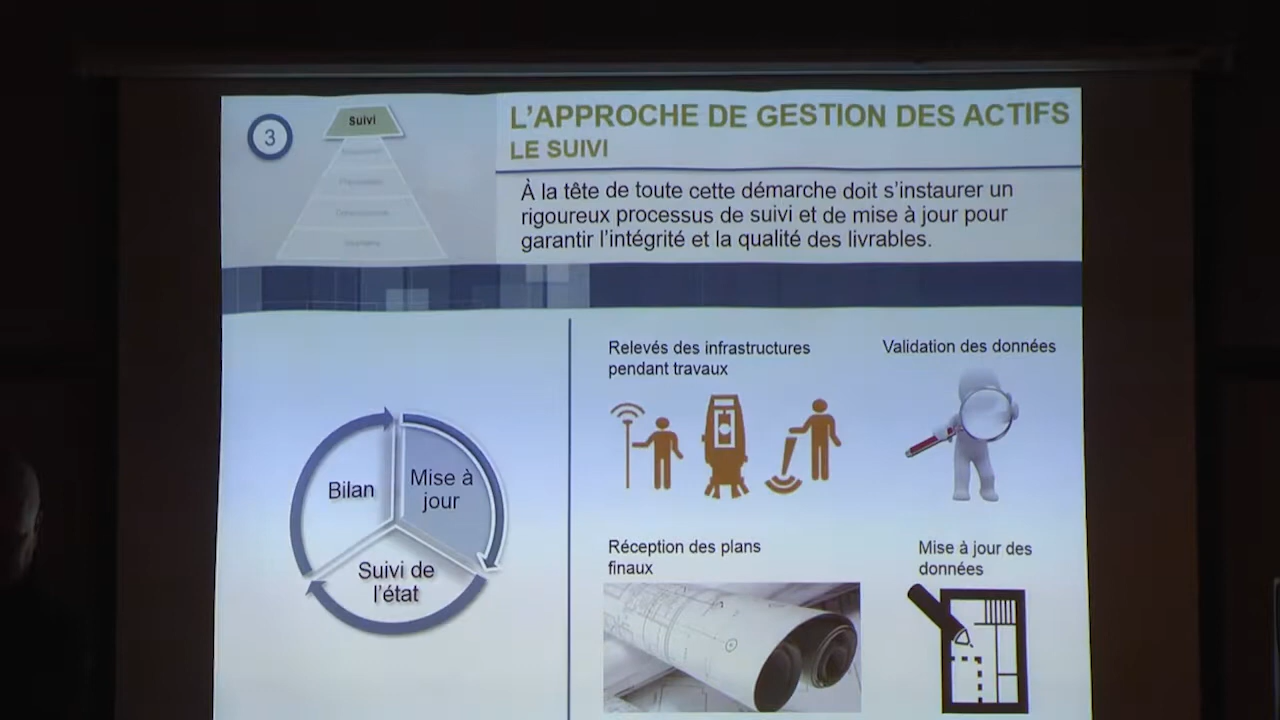 3
Suivi
L'APPROCHE DE GESTION DES ACTIFS
LE SUIVI
À la tête de toute cette démarche doit s'instaurer un
rigoureux processus de suivi et de mise à jour pour
garantir l'intégrité et la qualité des livrables.
Bilan
Mise à
jour
Suivi de
l'état
Relevés des infrastructures
pendant travaux
Validation des données
Réception des plans
finaux
Mise à jour des
données